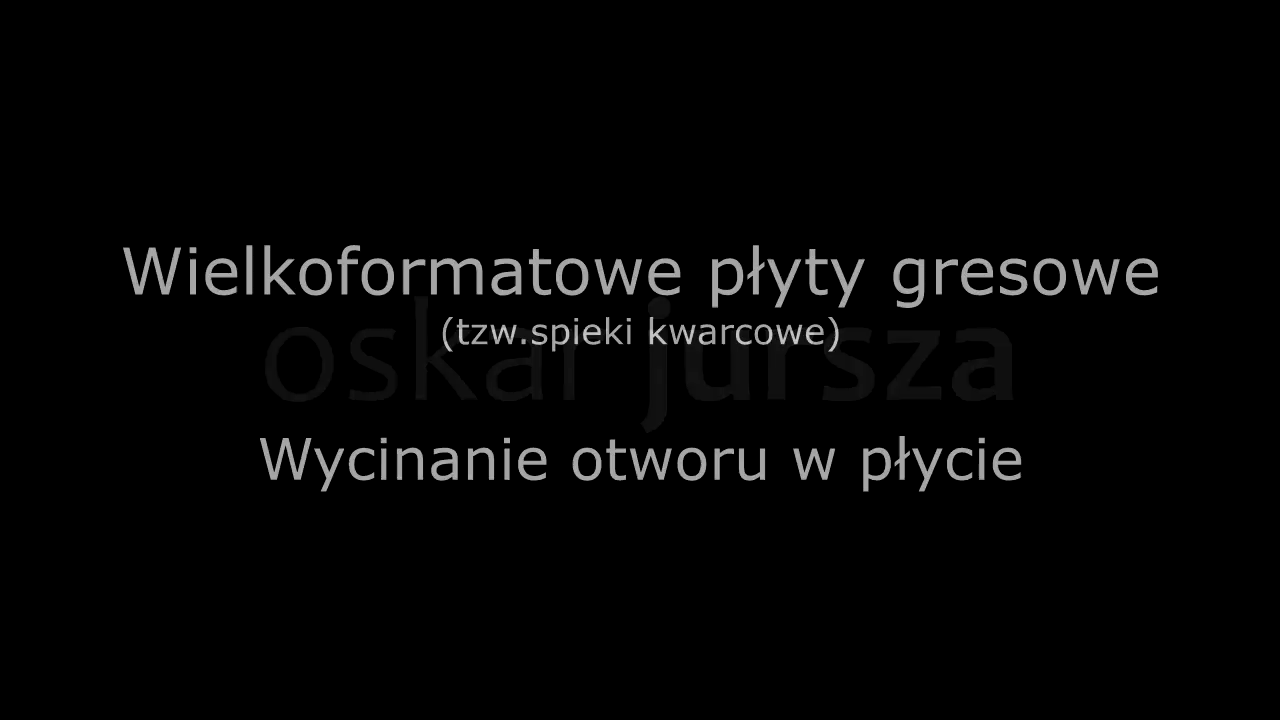 Wielkoformatowe płyty gresowe
(tzw.spieki kwarcowe)
oskar jursza
Wycinanie otworu w płycie